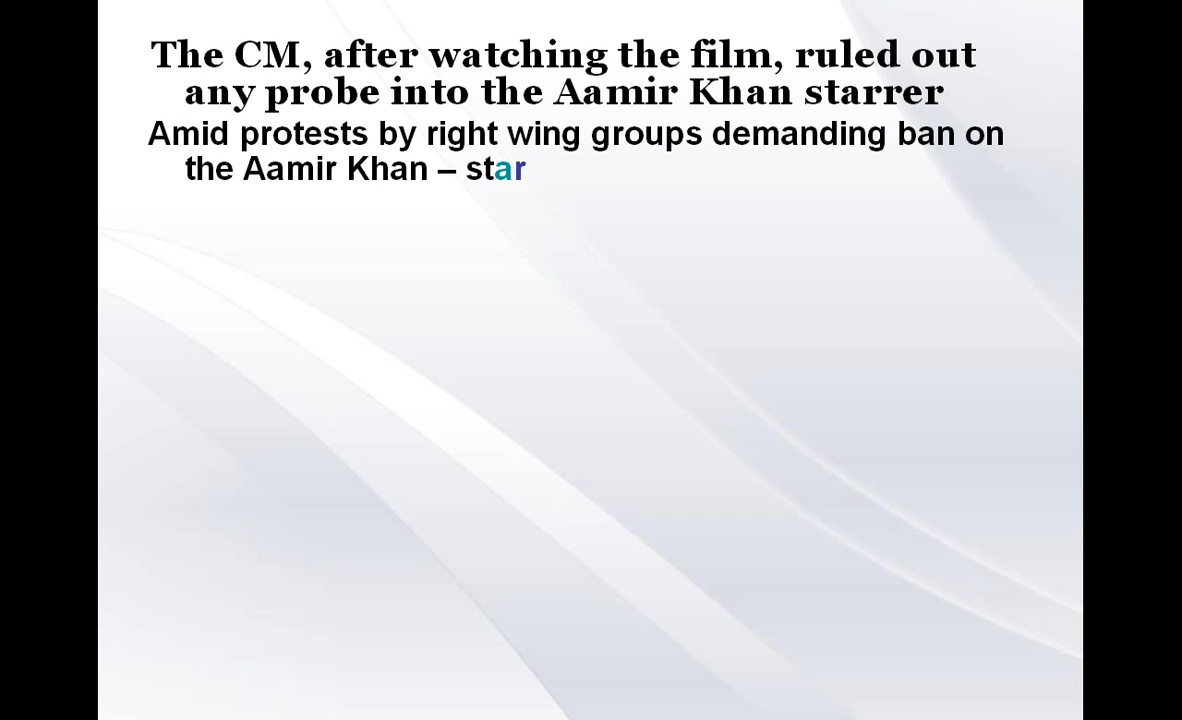 The CM, after watching the film, ruled out
any probe into the Aamir Khan starrer
Amid protests by right wing groups demanding ban on
the Aamir Khan – star